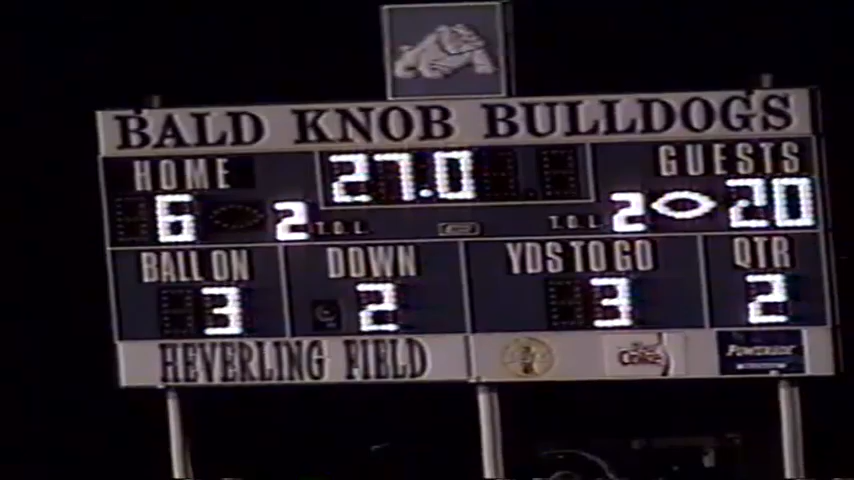 BALD KNOB BULLDOGS
HOME 27.0 GUESTS
6 2 T.O.L. T.O.L. 2 20
BALL ON DOWN YDS TO GO QTR
3 2 3 2
HEVERLING FIELD Coke POWERADE